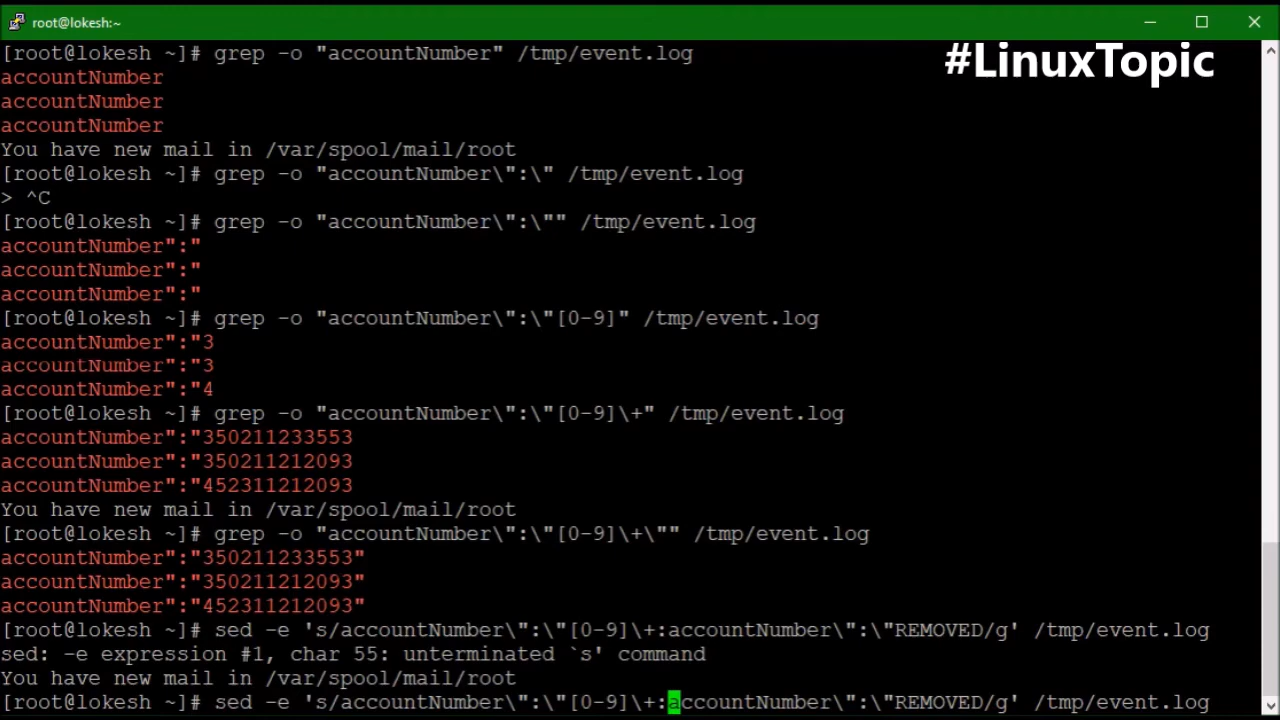 root@lokesh:~
#LinuxTopic
[root@lokesh ~]# grep -o "accountNumber" /tmp/event.log
accountNumber
accountNumber
accountNumber
You have new mail in /var/spool/mail/root
[root@lokesh ~]# grep -o "accountNumber\":\" /tmp/event.log
> ^C
[root@lokesh ~]# grep -o "accountNumber\":\"" /tmp/event.log
accountNumber":"
accountNumber":"
accountNumber":"
[root@lokesh ~]# grep -o "accountNumber\":\"[0-9]" /tmp/event.log
accountNumber":"3
accountNumber":"3
accountNumber":"4
[root@lokesh ~]# grep -o "accountNumber\":\"[0-9]\+" /tmp/event.log
accountNumber":"350211233553
accountNumber":"350211212093
accountNumber":"452311212093
You have new mail in /var/spool/mail/root
[root@lokesh ~]# grep -o "accountNumber\":\"[0-9]\+\"" /tmp/event.log
accountNumber":"350211233553"
accountNumber":"350211212093"
accountNumber":"452311212093"
[root@lokesh ~]# sed -e 's/accountNumber\":\"[0-9]\+:accountNumber\":\"REMOVED/g' /tmp/event.log
sed: -e expression #1, char 55: unterminated `s' command
You have new mail in /var/spool/mail/root
[root@lokesh ~]# sed -e 's/accountNumber\":\"[0-9]\+:accountNumber\":\"REMOVED/g' /tmp/event.log